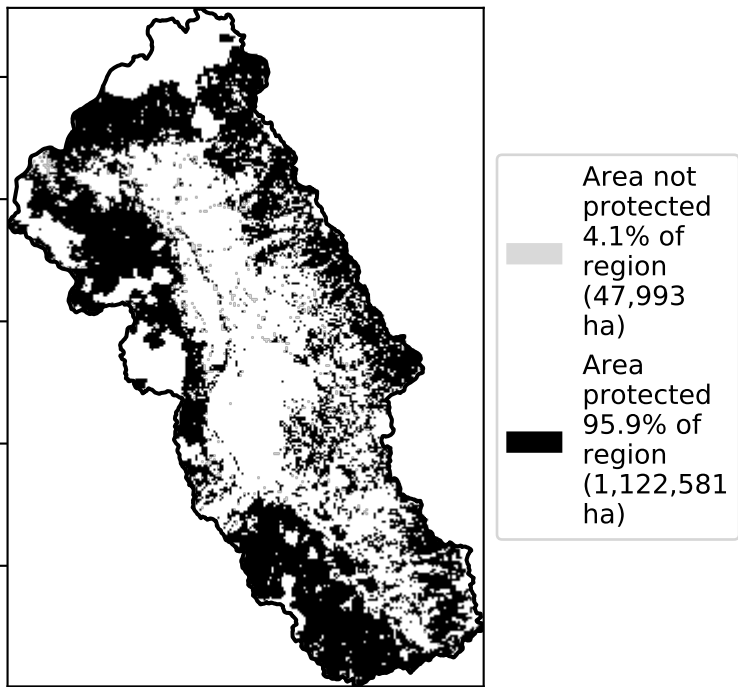 Area not
protected
4.1% of
region
(47,993
ha)
Area
protected
95.9% of
region
(1,122,581
ha)